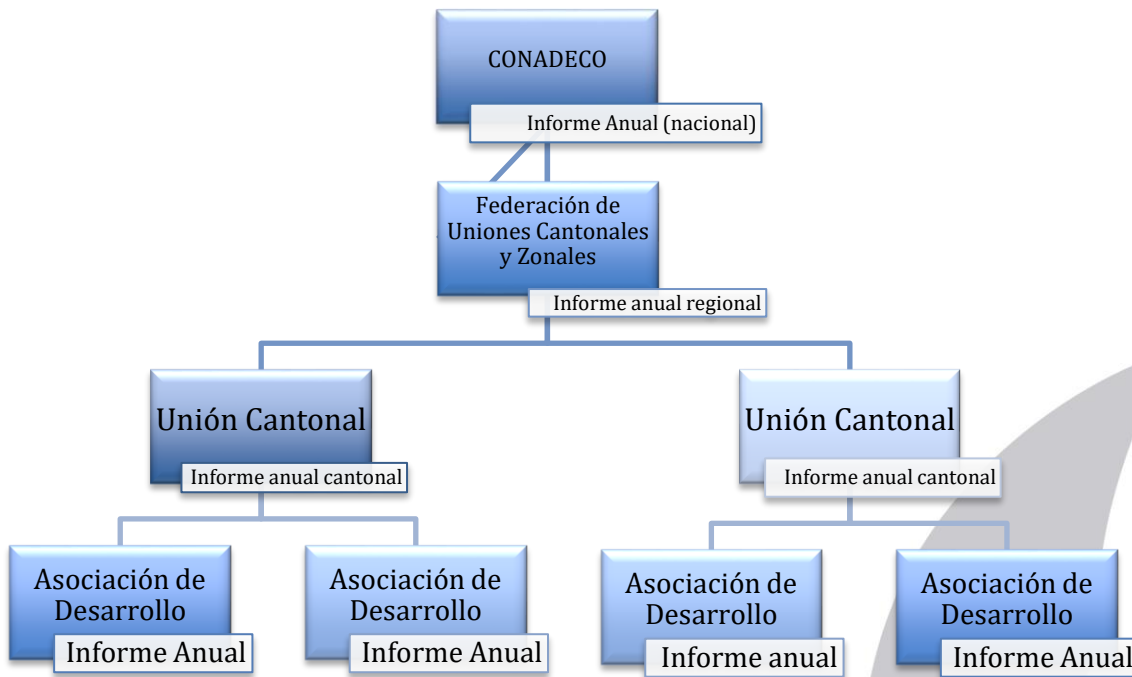 CONADECO
Informe Anual (nacional)
Federación de
Uniones Cantonales
y Zonales
Informe anual regional
Unión Cantonal
Informe anual cantonal
Unión Cantonal
Informe anual cantonal
Asociación de
Desarrollo
Informe Anual
Asociación de
Desarrollo
Informe Anual
Asociación de
Desarrollo
Informe anual
Asociación de
Desarrollo
Informe Anual